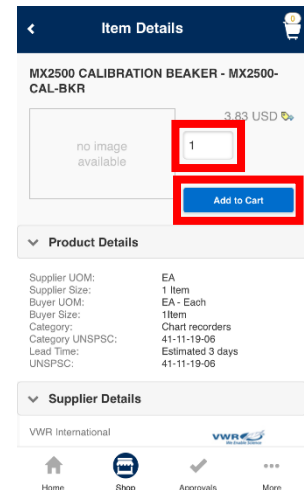 Item Details
0
MX2500 CALIBRATION BEAKER - MX2500-
CAL-BKR
3.83 USD
no image
available
1
Add to Cart
Product Details
Supplier UOM: EA
Supplier Size: 1 Item
Buyer UOM: EA - Each
Buyer Size: 1Item
Category: Chart recorders
Category UNSPSC: 41-11-19-06
Lead Time: Estimated 3 days
UNSPSC: 41-11-19-06
Supplier Details
VWR International
VWR
We Enable Science
Home Shop Approvals More